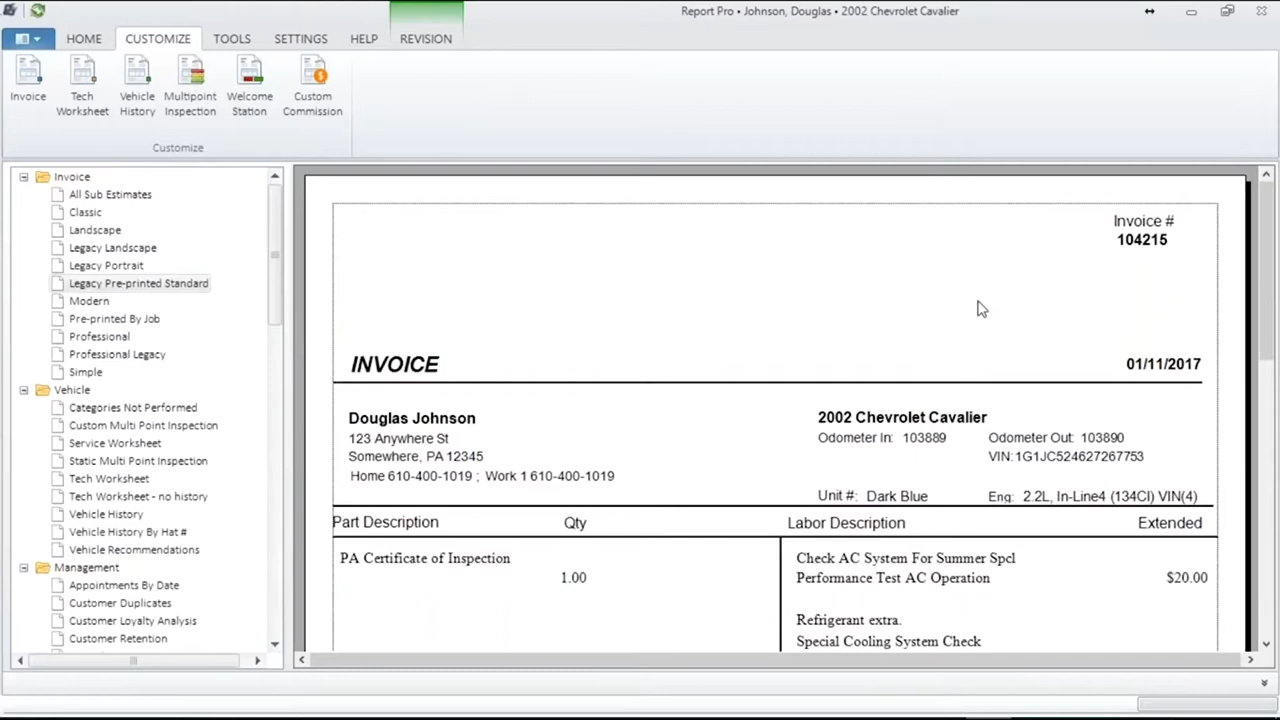 Report Pro • Johnson, Douglas • 2002 Chevrolet Cavalier
HOME CUSTOMIZE TOOLS SETTINGS HELP REVISION
Invoice
Tech Worksheet
Vehicle History
Multipoint Inspection
Welcome Station
Custom Commission
Customize
Invoice
All Sub Estimates
Classic
Landscape
Legacy Landscape
Legacy Portrait
Legacy Pre-printed Standard
Modern
Pre-printed By Job
Professional
Professional Legacy
Simple
Vehicle
Categories Not Performed
Custom Multi Point Inspection
Service Worksheet
Static Multi Point Inspection
Tech Worksheet
Tech Worksheet - no history
Vehicle History
Vehicle History By Hat #
Vehicle Recommendations
Management
Appointments By Date
Customer Duplicates
Customer Loyalty Analysis
Customer Retention
Invoice #
104215
INVOICE 01/11/2017
Douglas Johnson
123 Anywhere St
Somewhere, PA 12345
Home 610-400-1019 ; Work 1 610-400-1019
2002 Chevrolet Cavalier
Odometer In: 103889 Odometer Out: 103890
VIN: 1G1JC524627267753
Unit #: Dark Blue Eng: 2.2L, In-Line4 (134CI) VIN(4)
Part Description Qty Labor Description Extended
PA Certificate of Inspection
1.00
Check AC System For Summer Spcl
Performance Test AC Operation $20.00
Refrigerant extra.
Special Cooling System Check